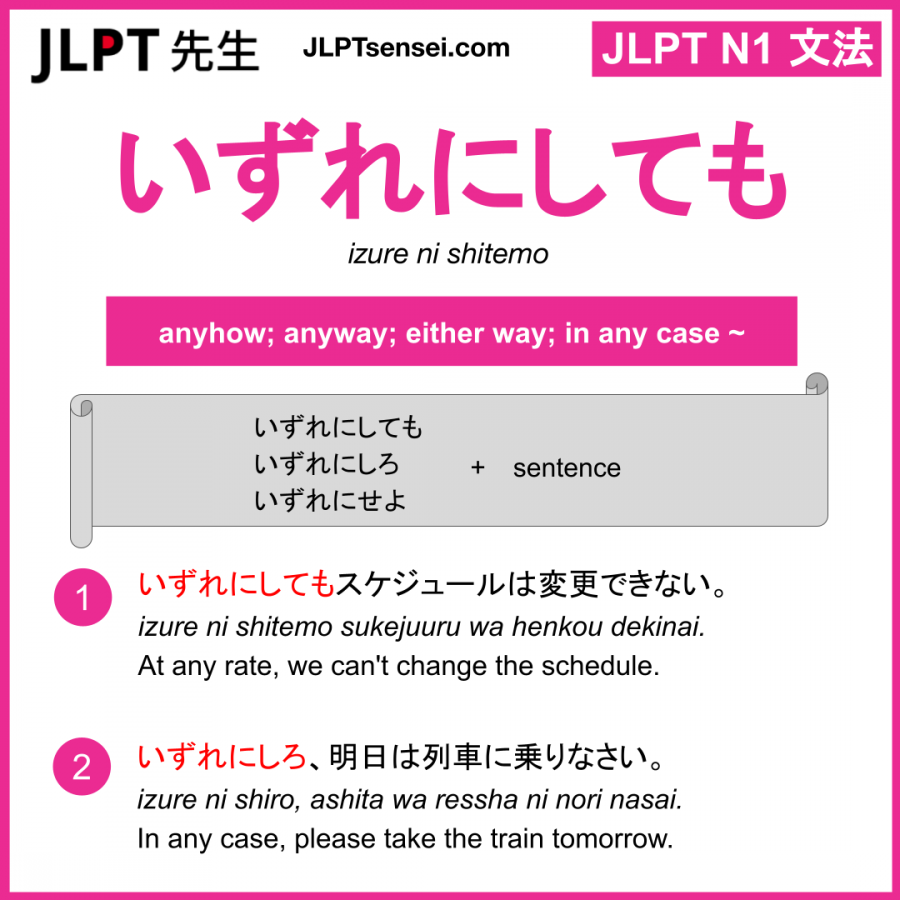 JLPT 先生
JLPTsensei.com
JLPT N1 文法
いずれにしても
izure ni shitemo
anyhow; anyway; either way; in any case ~
いずれにしても
いずれにしろ
いずれにせよ
+ sentence
1
いずれにしてもスケジュールは変更できない。
izure ni shitemo sukejuuru wa henkou dekinai.
At any rate, we can't change the schedule.
2
いずれにしろ、明日は列車に乗りなさい。
izure ni shiro, ashita wa ressha ni nori nasai.
In any case, please take the train tomorrow.